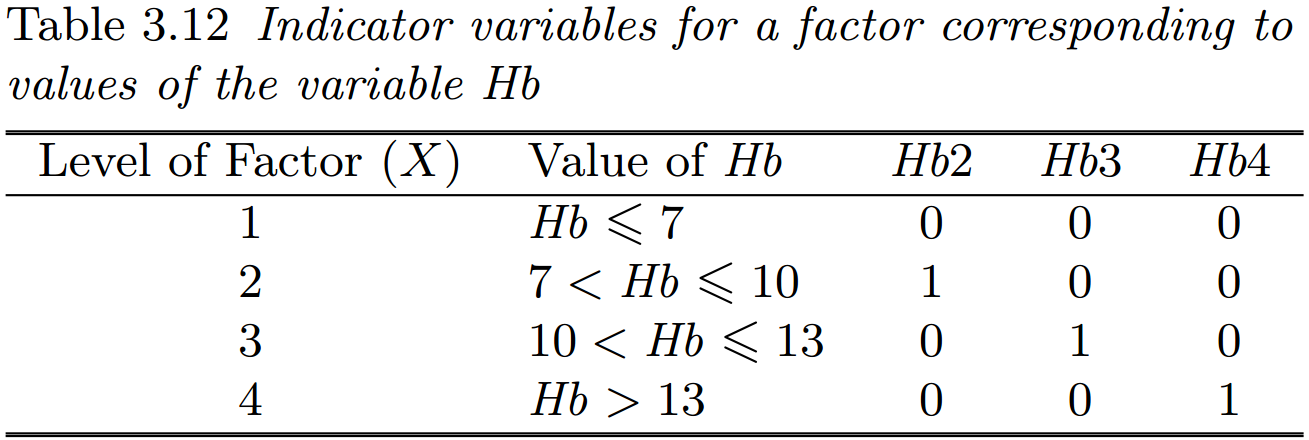 Table 3.12 Indicator variables for a factor corresponding to
values of the variable Hb
Level of Factor (X) Value of Hb Hb2 Hb3 Hb4
1 Hb ⩽ 7 0 0 0
2 7 < Hb ⩽ 10 1 0 0
3 10 < Hb ⩽ 13 0 1 0
4 Hb > 13 0 0 1